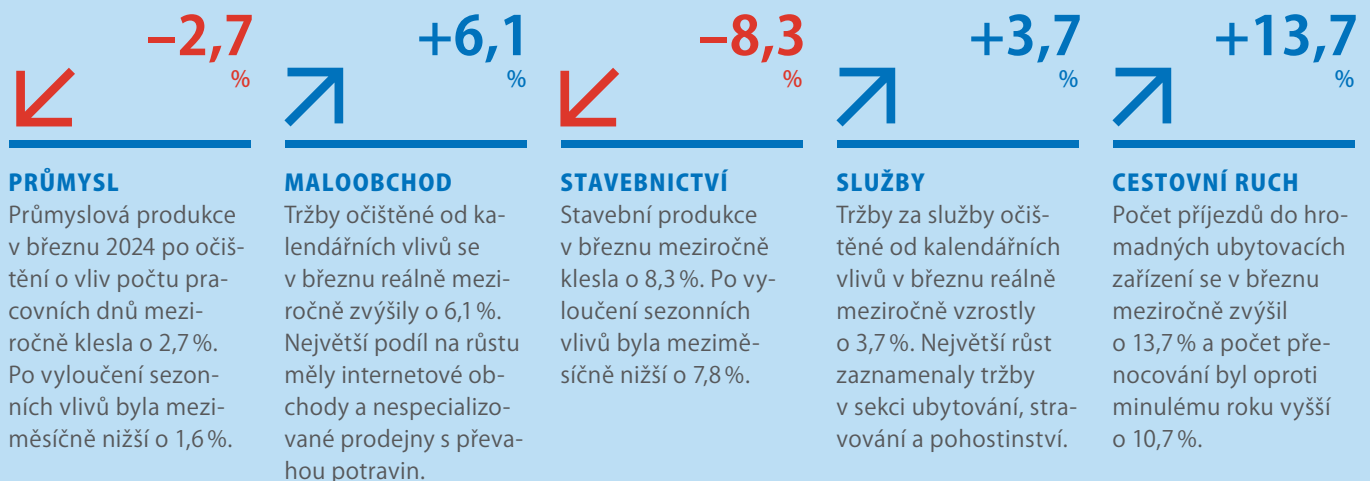 –2,7
%
PRŮMYSL
Průmyslová produkce
v březnu 2024 po očiš-
tění o vliv počtu pra-
covních dnů mezi-
ročně klesla o 2,7 %.
Po vyloučení sezon-
ních vlivů byla mezi-
měsíčně nižší o 1,6 %.
+6,1
%
MALOOBCHOD
Tržby očištěné od ka-
lendářních vlivů se
v březnu reálně mezi-
ročně zvýšily o 6,1 %.
Největší podíl na růstu
měly internetové ob-
chody a nespecializo-
vané prodejny s převa-
hou potravin.
–8,3
%
STAVEBNICTVÍ
Stavební produkce
v březnu meziročně
klesla o 8,3 %. Po vy-
loučení sezonních
vlivů byla mezimě-
síčně nižší o 7,8 %.
+3,7
%
SLUŽBY
Tržby za služby očiš-
těné od kalendářních
vlivů v březnu reálně
meziročně vzrostly
o 3,7 %. Největší růst
zaznamenaly tržby
v sekci ubytování, stra-
vování a pohostinství.
+13,7
%
CESTOVNÍ RUCH
Počet příjezdů do hro-
madných ubytovacích
zařízení se v březnu
meziročně zvýšil
o 13,7 % a počet pře-
nocování byl oproti
minulému roku vyšší
o 10,7 %.